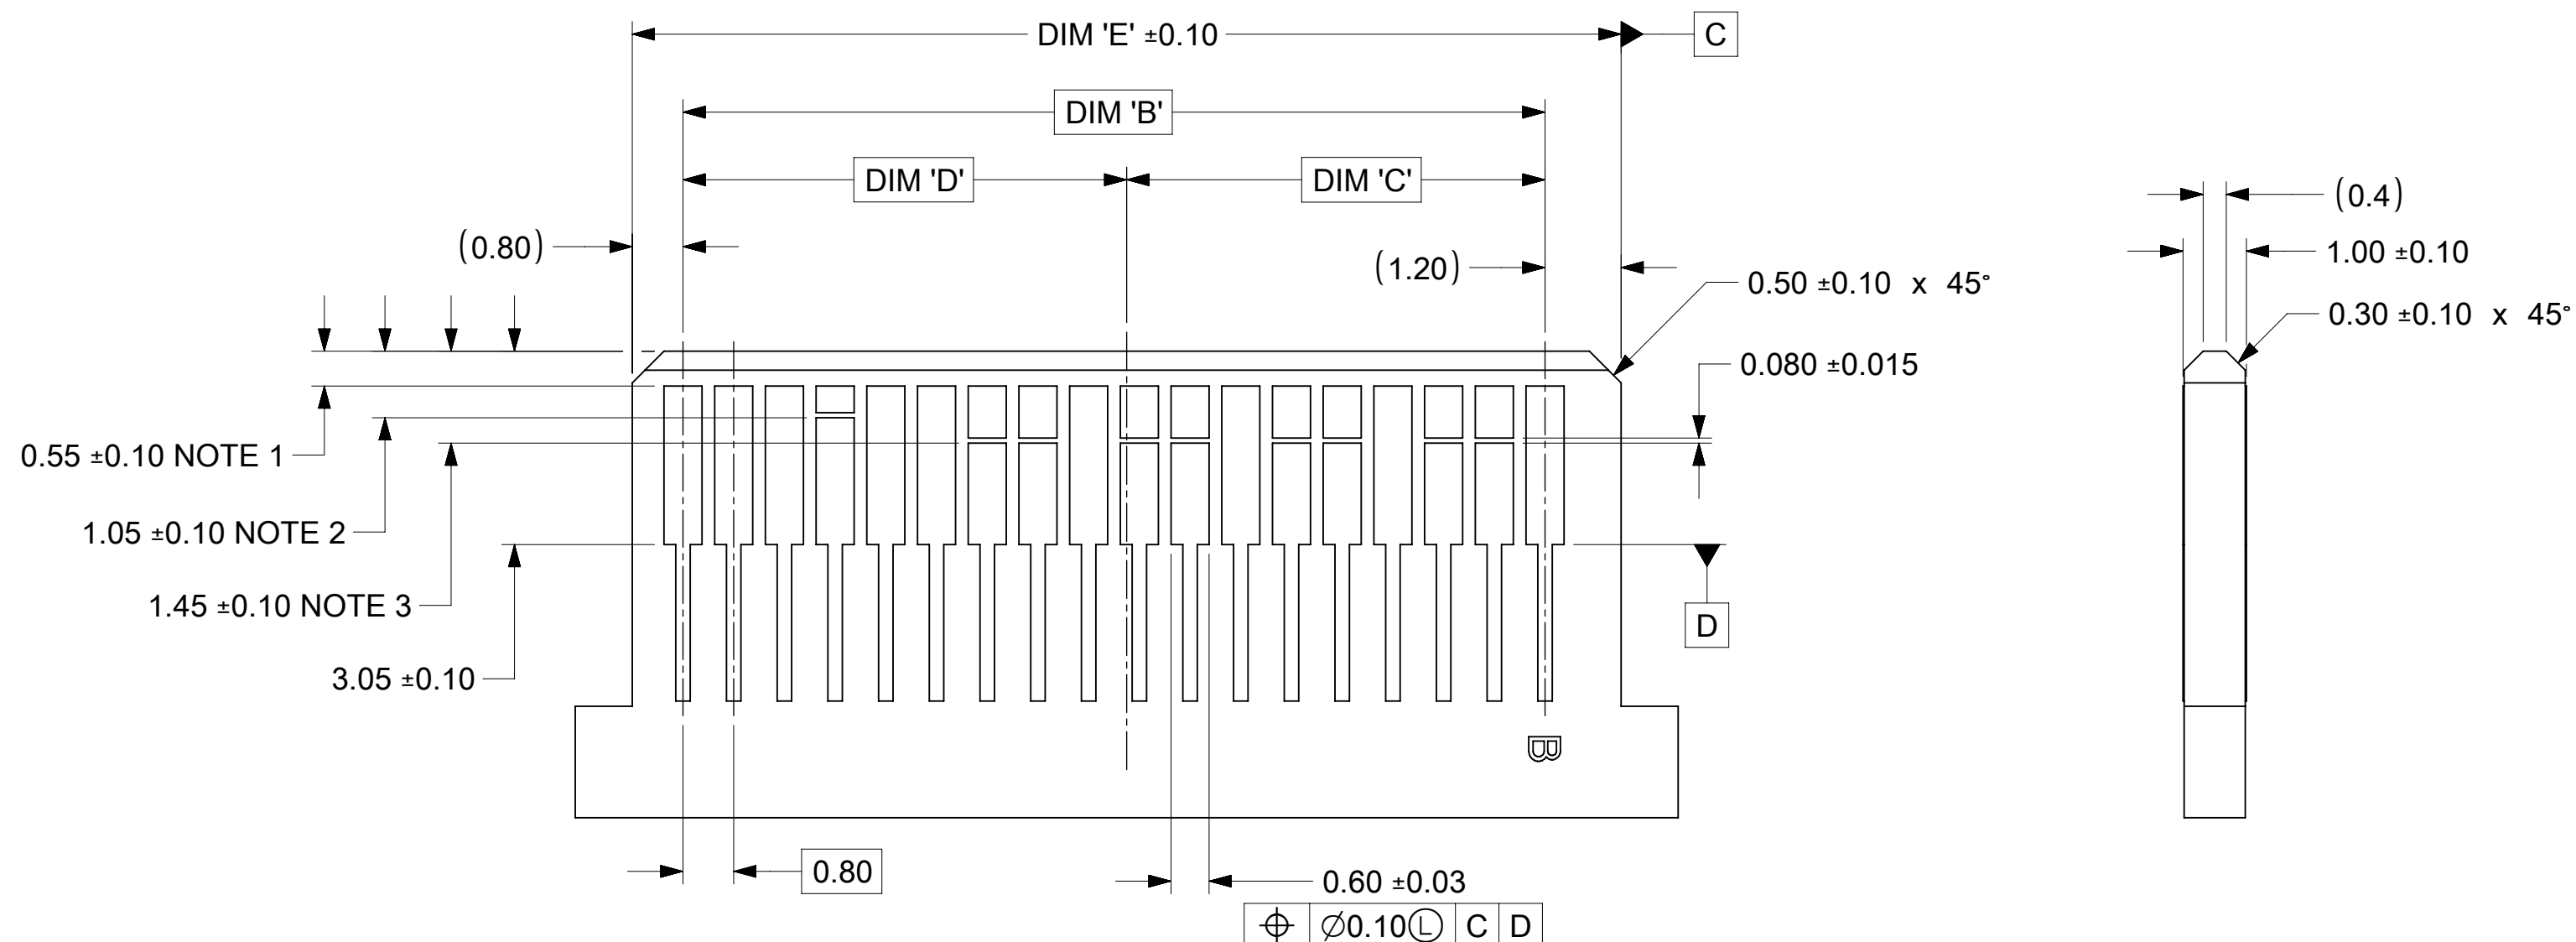 DIM 'E' ±0.10
C
DIM 'B'
DIM 'D'
DIM 'C'
(0.4)
(0.80)
(1.20)
1.00 ±0.10
0.50 ±0.10 x 45°
0.30 ±0.10 x 45°
0.080 ±0.015
0.55 ±0.10 NOTE 1
1.05 ±0.10 NOTE 2
1.45 ±0.10 NOTE 3
D
3.05 ±0.10
B
0.80
0.60 ±0.03
⌖ ∅0.10Ⓛ C D